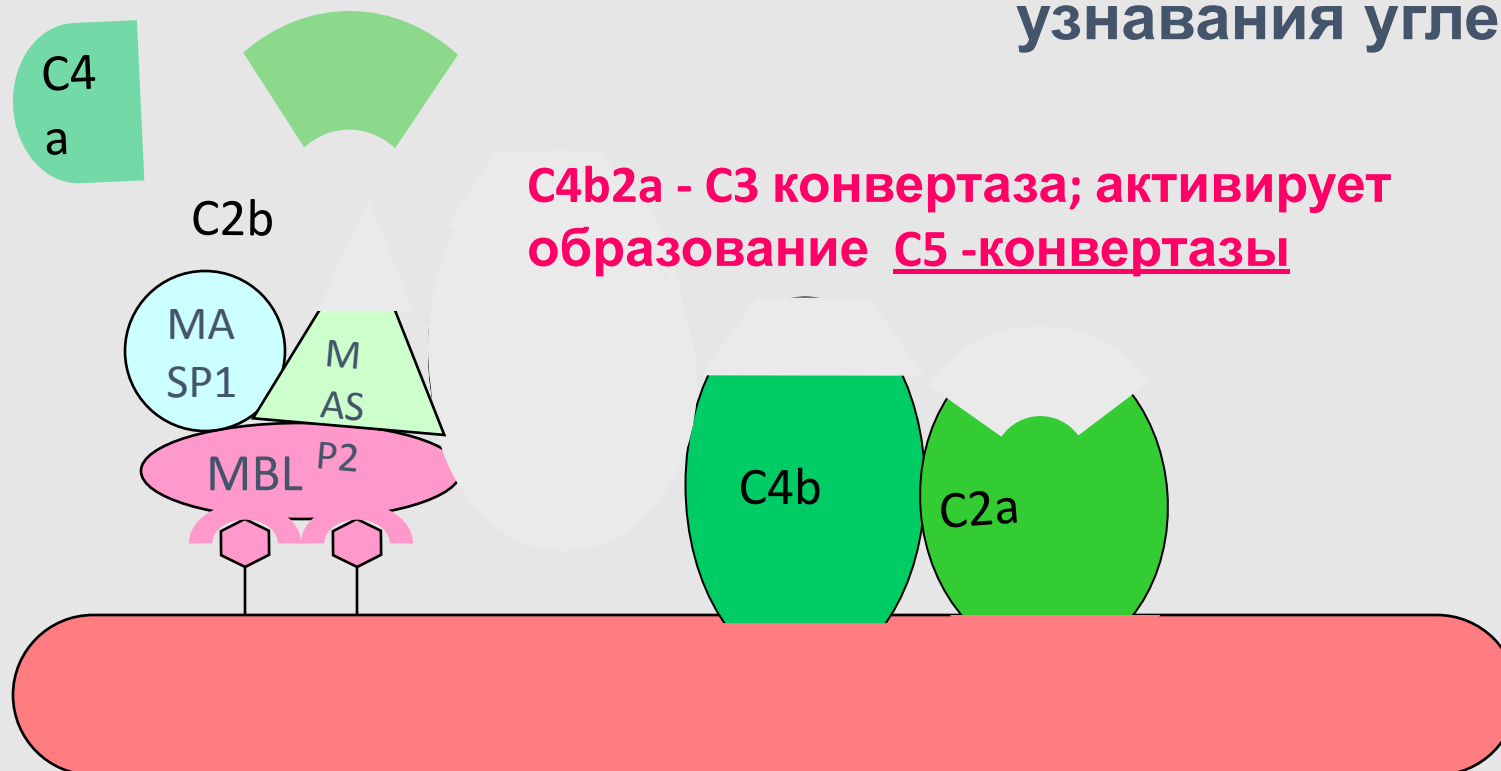 узнавания угле
C4
a
C4b2a - C3 конвертаза; активирует
образование C5 -конвертазы
C2b
MA
SP1
M
AS
P2
MBL
C4b
C2a